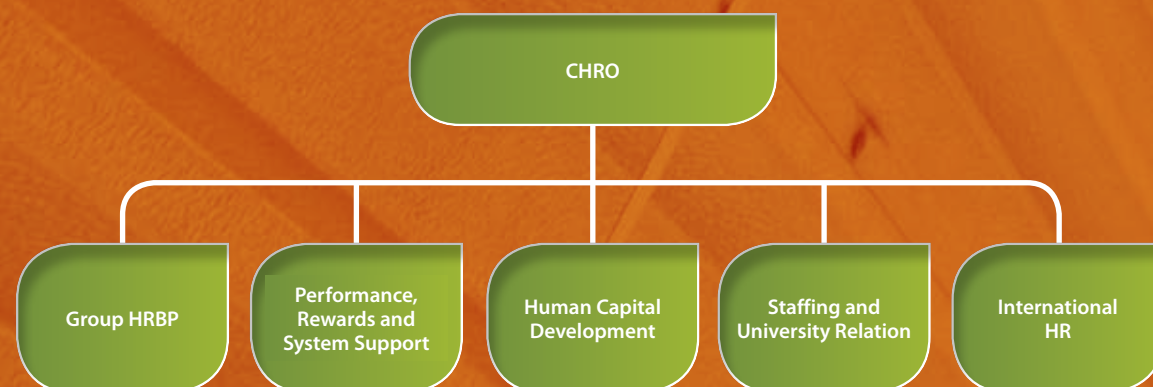 CHRO
Group HRBP
Performance,
Rewards and
System Support
Human Capital
Development
Staffing and
University Relation
International
HR